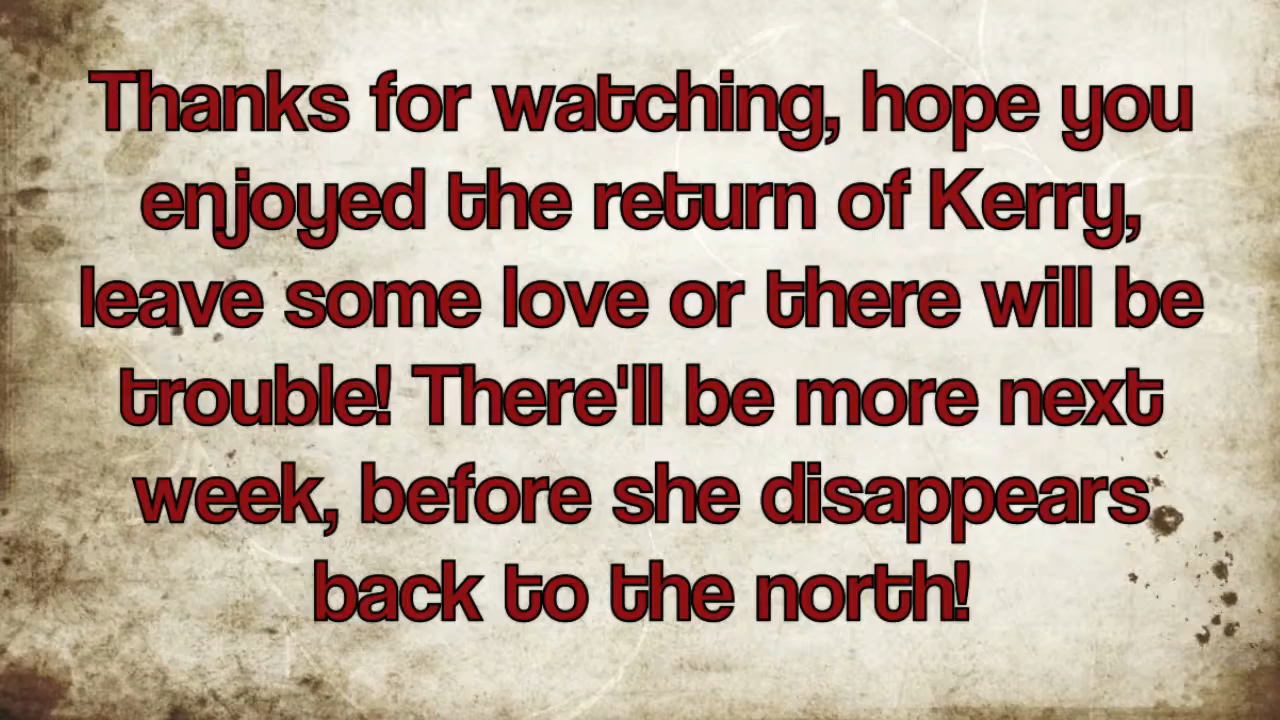 Thanks for watching, hope you
enjoyed the return of Kerry,
leave some love or there will be
trouble! There'll be more next
week, before she disappears
back to the north!